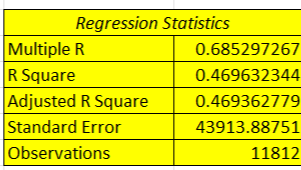 Regression Statistics
Multiple R 0.685297267
R Square 0.469632344
Adjusted R Square 0.469362779
Standard Error 43913.88751
Observations 11812